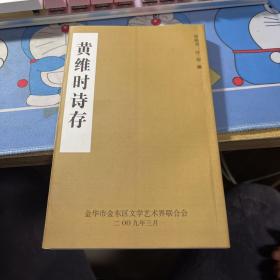 黄维时诗存
金华市金东区文学艺术界联合会
二〇〇九年三月